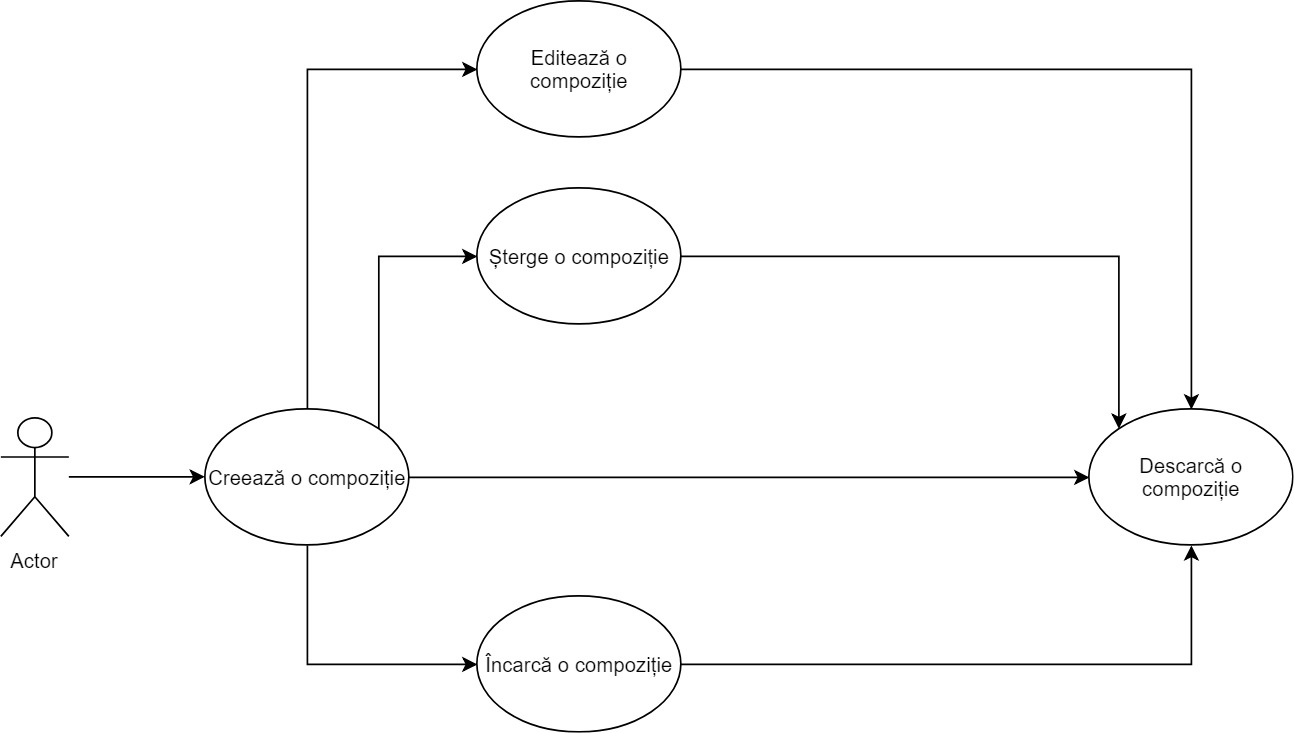 Editează o
compoziție
Șterge o compoziție
Creează o compoziție
Descarcă o
compoziție
Actor
Încarcă o compoziție